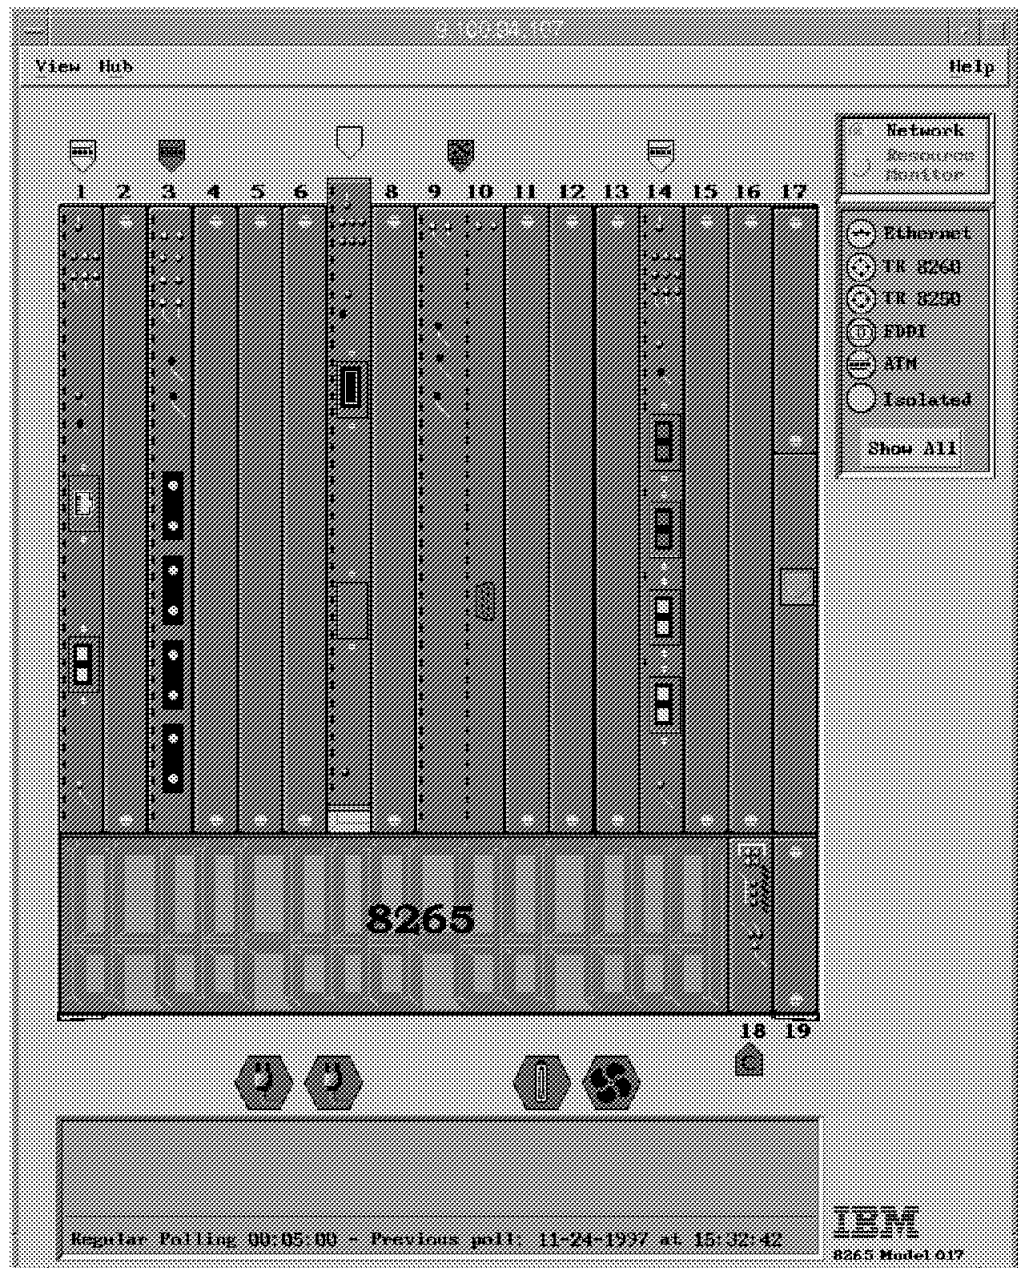 View Hub Help
Network
Resource
Monitor
1 2 3 4 5 6 8 9 10 11 12 13 14 15 16 17
Ethernet
TR 8260
TR 8250
FDDI
ATM
Isolated
Show All
8265
18 19
Regular Polling 00:05:00 - Previous poll: 11-24-1997 at 15:32:42
IBM
8265 Model 017